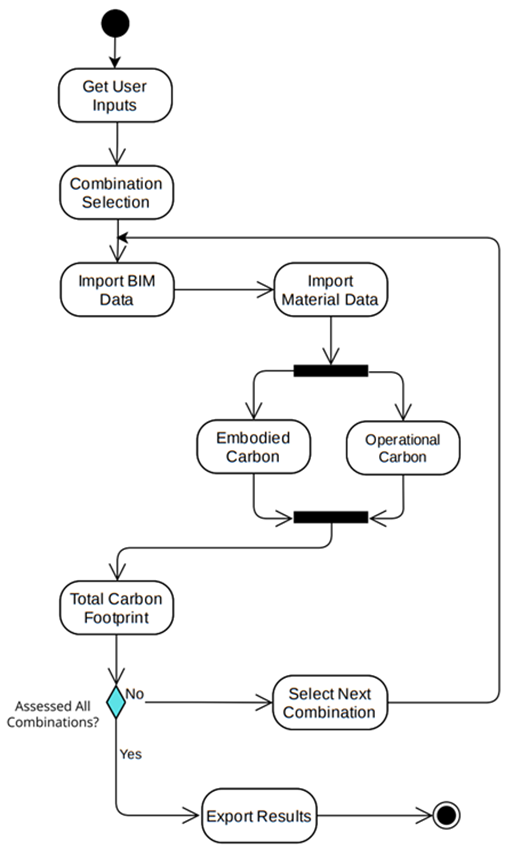 Get User
Inputs
Combination
Selection
Import BIM
Data
Import
Material Data
Embodied
Carbon
Operational
Carbon
Total Carbon
Footprint
Assessed All
Combinations?
No
Select Next
Combination
Yes
Export Results